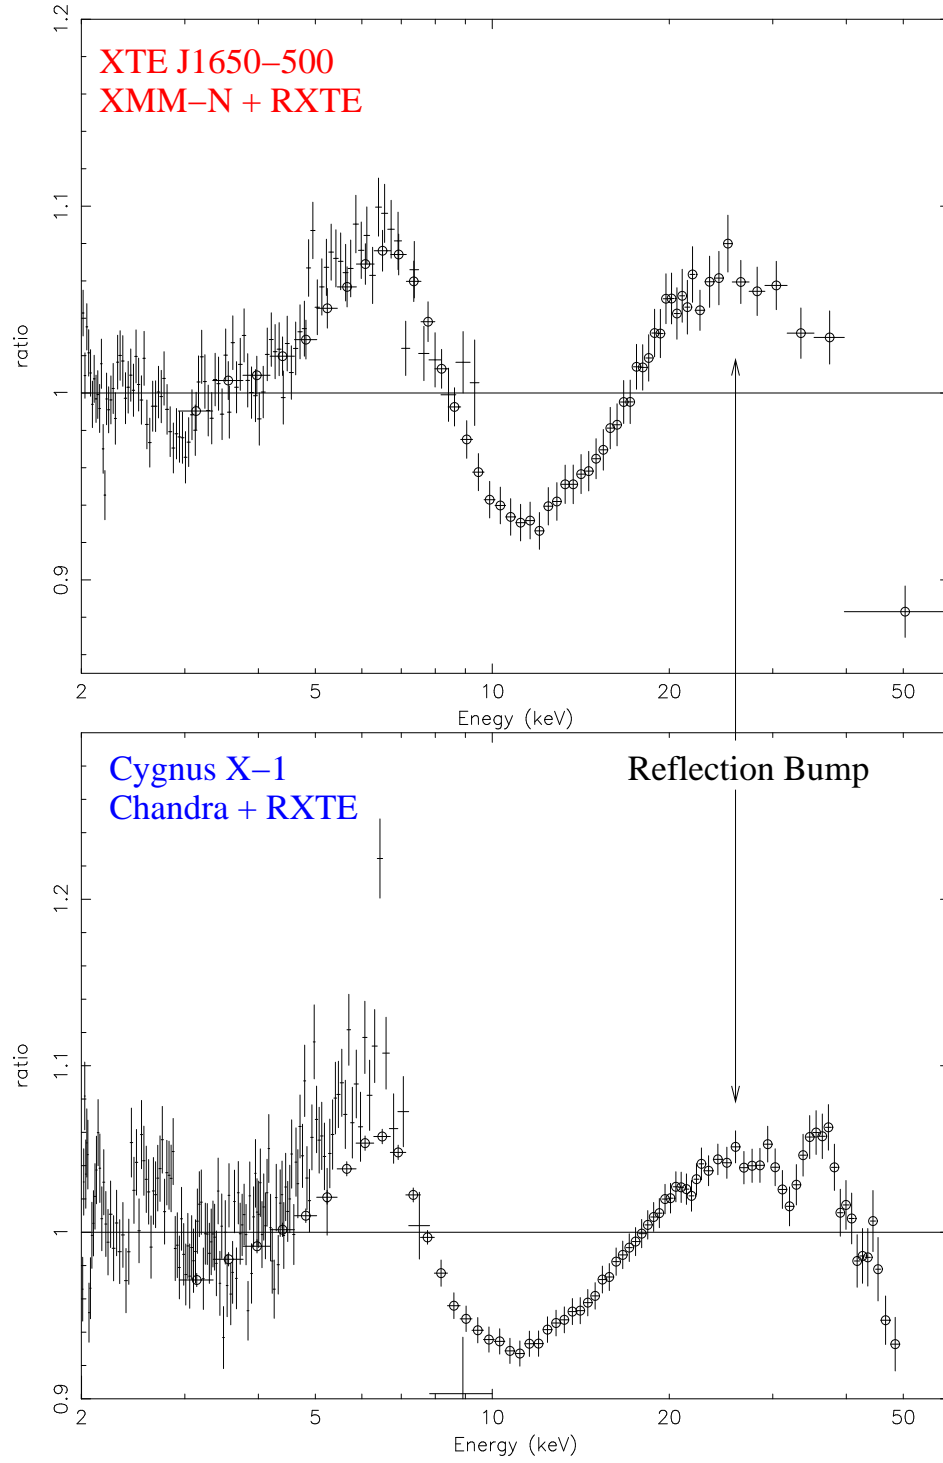 1.2
XTE J1650−500
XMM−N + RXTE
1.1
ratio
1
0.9
2 5 10 20 50
Enegy (keV)
Cygnus X−1
Chandra + RXTE
Reflection Bump
1.2
1.1
ratio
1
0.9
2 5 10 20 50
Energy (keV)